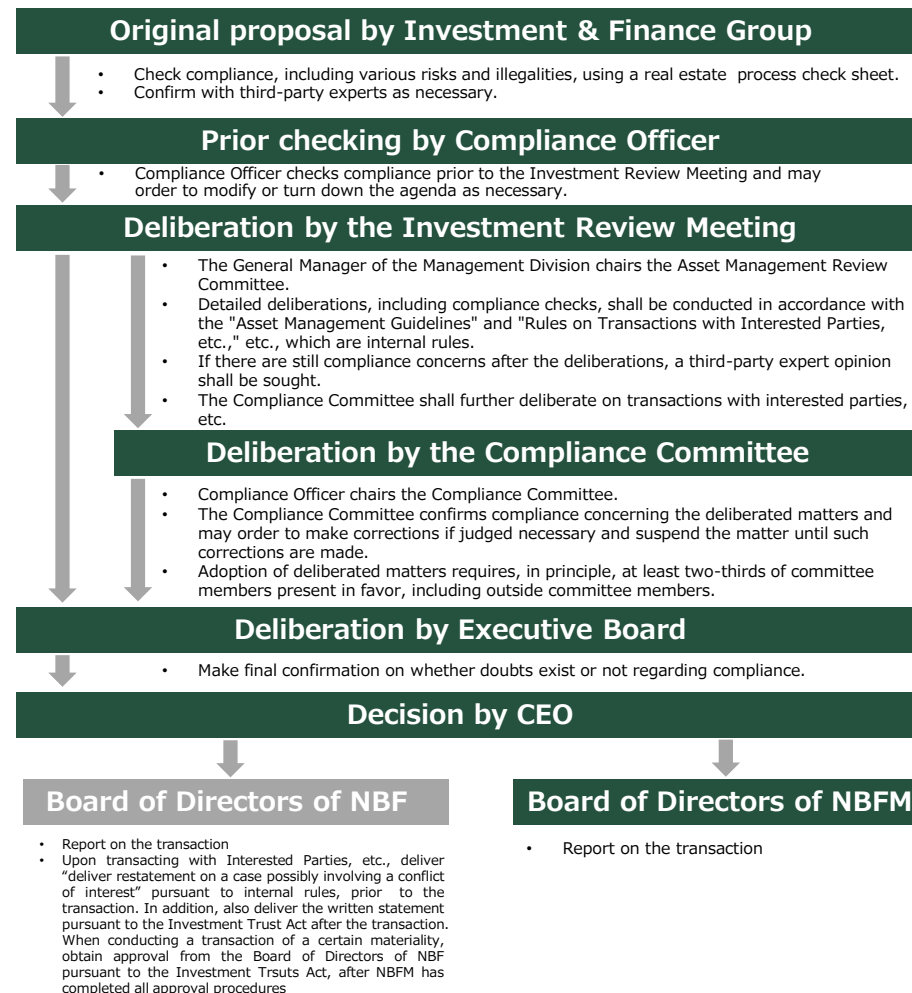 Original proposal by Investment & Finance Group
• Check compliance, including various risks and illegalities, using a real estate process check sheet.
• Confirm with third-party experts as necessary.
Prior checking by Compliance Officer
• Compliance Officer checks compliance prior to the Investment Review Meeting and may
order to modify or turn down the agenda as necessary.
Deliberation by the Investment Review Meeting
• The General Manager of the Management Division chairs the Asset Management Review
Committee.
• Detailed deliberations, including compliance checks, shall be conducted in accordance with
the "Asset Management Guidelines" and "Rules on Transactions with Interested Parties,
etc.," etc., which are internal rules.
• If there are still compliance concerns after the deliberations, a third-party expert opinion
shall be sought.
• The Compliance Committee shall further deliberate on transactions with interested parties,
etc.
Deliberation by the Compliance Committee
• Compliance Officer chairs the Compliance Committee.
• The Compliance Committee confirms compliance concerning the deliberated matters and
may order to make corrections if judged necessary and suspend the matter until such
corrections are made.
• Adoption of deliberated matters requires, in principle, at least two-thirds of committee
members present in favor, including outside committee members.
Deliberation by Executive Board
• Make final confirmation on whether doubts exist or not regarding compliance.
Decision by CEO
Board of Directors of NBF
• Report on the transaction
• Upon transacting with Interested Parties, etc., deliver
“deliver restatement on a case possibly involving a conflict
of interest” pursuant to internal rules, prior to the
transaction. In addition, also deliver the written statement
pursuant to the Investment Trust Act after the transaction.
When conducting a transaction of a certain materiality,
obtain approval from the Board of Directors of NBF
pursuant to the Investment Trsuts Act, after NBFM has
completed all approval procedures
Board of Directors of NBFM
• Report on the transaction